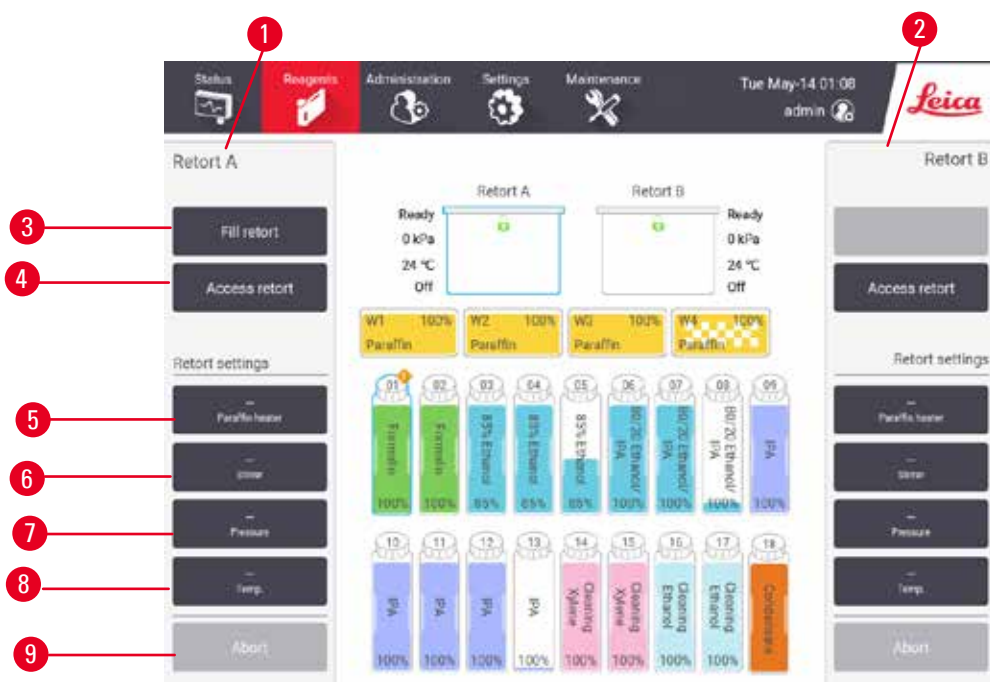 1
2
Status
Reagents
Administration
Settings
Maintenance
Tue May-14 01:08
admin
Leica
Retort A
Retort B
Retort A
Retort B
3
Fill retort
Ready
Ready
0 kPa
0 kPa
4
Access retort
24 °C
24 °C
Access retort
Off
Off
W1 100%
W2 100%
W3 100%
W4 100%
Paraffin
Paraffin
Paraffin
Paraffin
Retort settings
Retort settings
01
02
03
04
05
06
07
08
09
5
--
Paraffin heater
--
Paraffin heater
Formalin
Formalin
85% Ethanol
85% Ethanol
85% Ethanol
80/20 Ethanol/
IPA
80/20 Ethanol/
IPA
80/20 Ethanol/
IPA
IPA
6
--
Stirrer
--
Stirrer
100%
100%
85%
85%
85%
100%
100%
100%
100%
7
--
Pressure
--
Pressure
10
11
12
13
14
15
16
17
18
8
--
Temp.
--
Temp.
IPA
IPA
IPA
IPA
Cleaning
Xylene
Cleaning
Xylene
Cleaning
Ethanol
Cleaning
Ethanol
Condensate
9
Abort
Abort
100%
100%
100%
100%
100%
100%
100%
100%